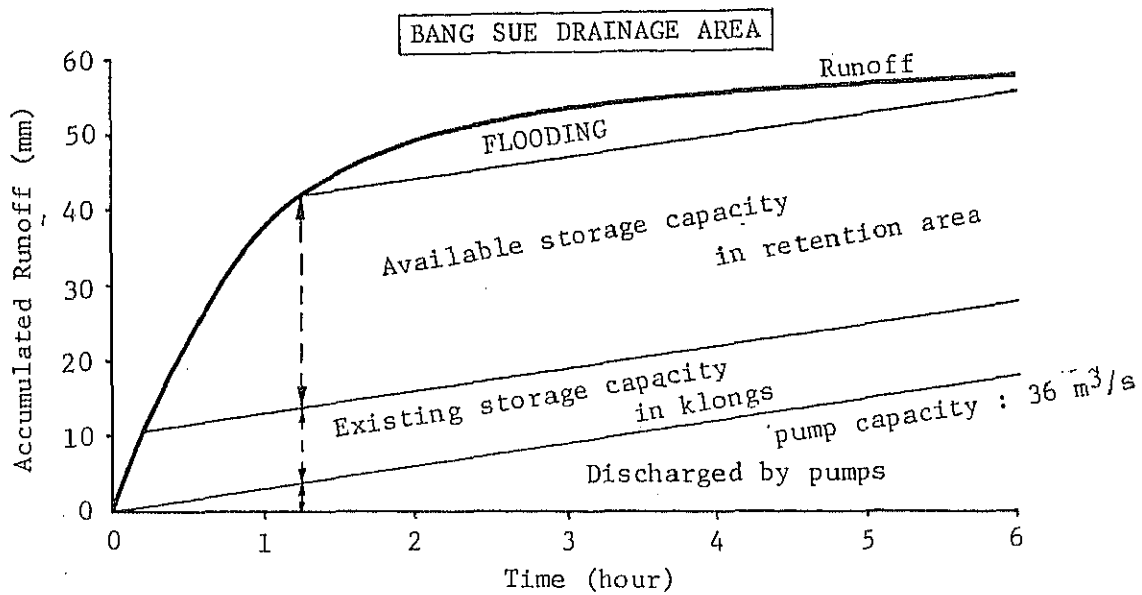 BANG SUE DRAINAGE AREA
Accumulated Runoff (mm)
60
50
40
30
20
10
0
Runoff
FLOODING
Available storage capacity
in retention area
Existing storage capacity
in klongs
pump capacity : 36 m³/s
Discharged by pumps
0 1 2 3 4 5 6
Time (hour)